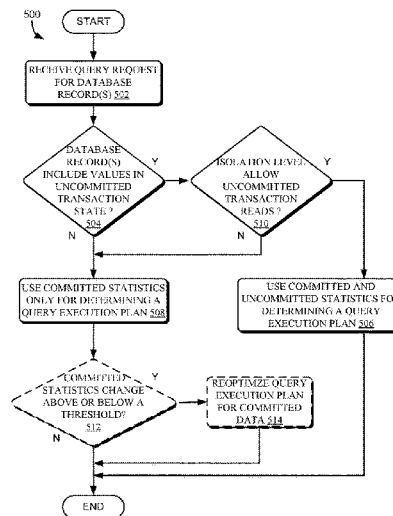 500
START
RECEIVE QUERY REQUEST
FOR DATABASE
RECORD(S) 502
DATABASE
RECORD(S)
INCLUDE VALUES IN
UNCOMMITTED
TRANSACTION
STATE ?
504
Y
N
ISOLATION LEVEL
ALLOW
UNCOMMITTED
TRANSACTION
READS ?
510
Y
N
USE COMMITTED STATISTICS
ONLY FOR DETERMINING A
QUERY EXECUTION PLAN 508
USE COMMITTED AND
UNCOMMITTED STATISTICS FOR
DETERMINING A QUERY
EXECUTION PLAN 506
COMMITTED
STATISTICS CHANGE
ABOVE OR BELOW A
THRESHOLD?
512
Y
N
REOPTIMIZE QUERY
EXECUTION PLAN
FOR COMMITTED
DATA 514
END